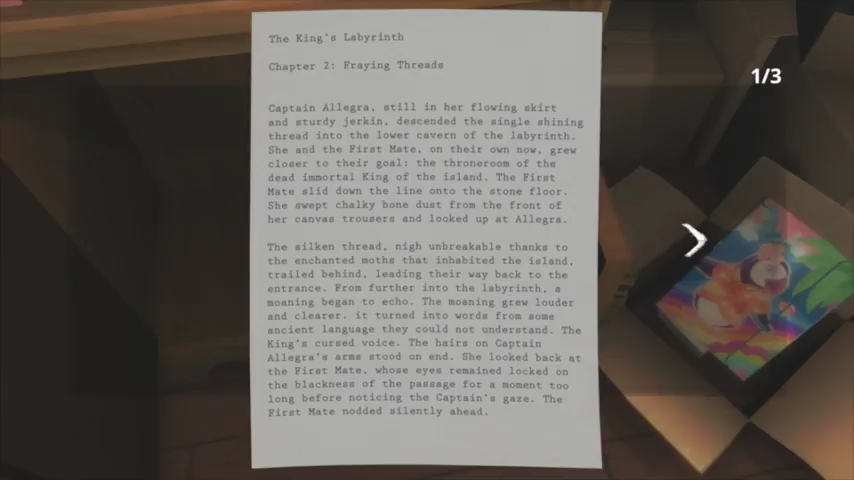 The King's Labyrinth
Chapter 2: Fraying Threads
Captain Allegra, still in her flowing skirt
and sturdy jerkin, descended the single shining
thread into the lower cavern of the labyrinth.
She and the First Mate, on their own now, grew
closer to their goal: the throneroom of the
dead immortal King of the island. The First
Mate slid down the line onto the stone floor.
She swept chalky bone dust from the front of
her canvas trousers and looked up at Allegra.
The silken thread, nigh unbreakable thanks to
the enchanted moths that inhabited the island,
trailed behind, leading their way back to the
entrance. From further into the labyrinth, a
moaning began to echo. The moaning grew louder
and clearer. it turned into words from some
ancient language they could not understand. The
King's cursed voice. The hairs on Captain
Allegra's arms stood on end. She looked back at
the First Mate, whose eyes remained locked on
the blackness of the passage for a moment too
long before noticing the Captain's gaze. The
First Mate nodded silently ahead.
1/3